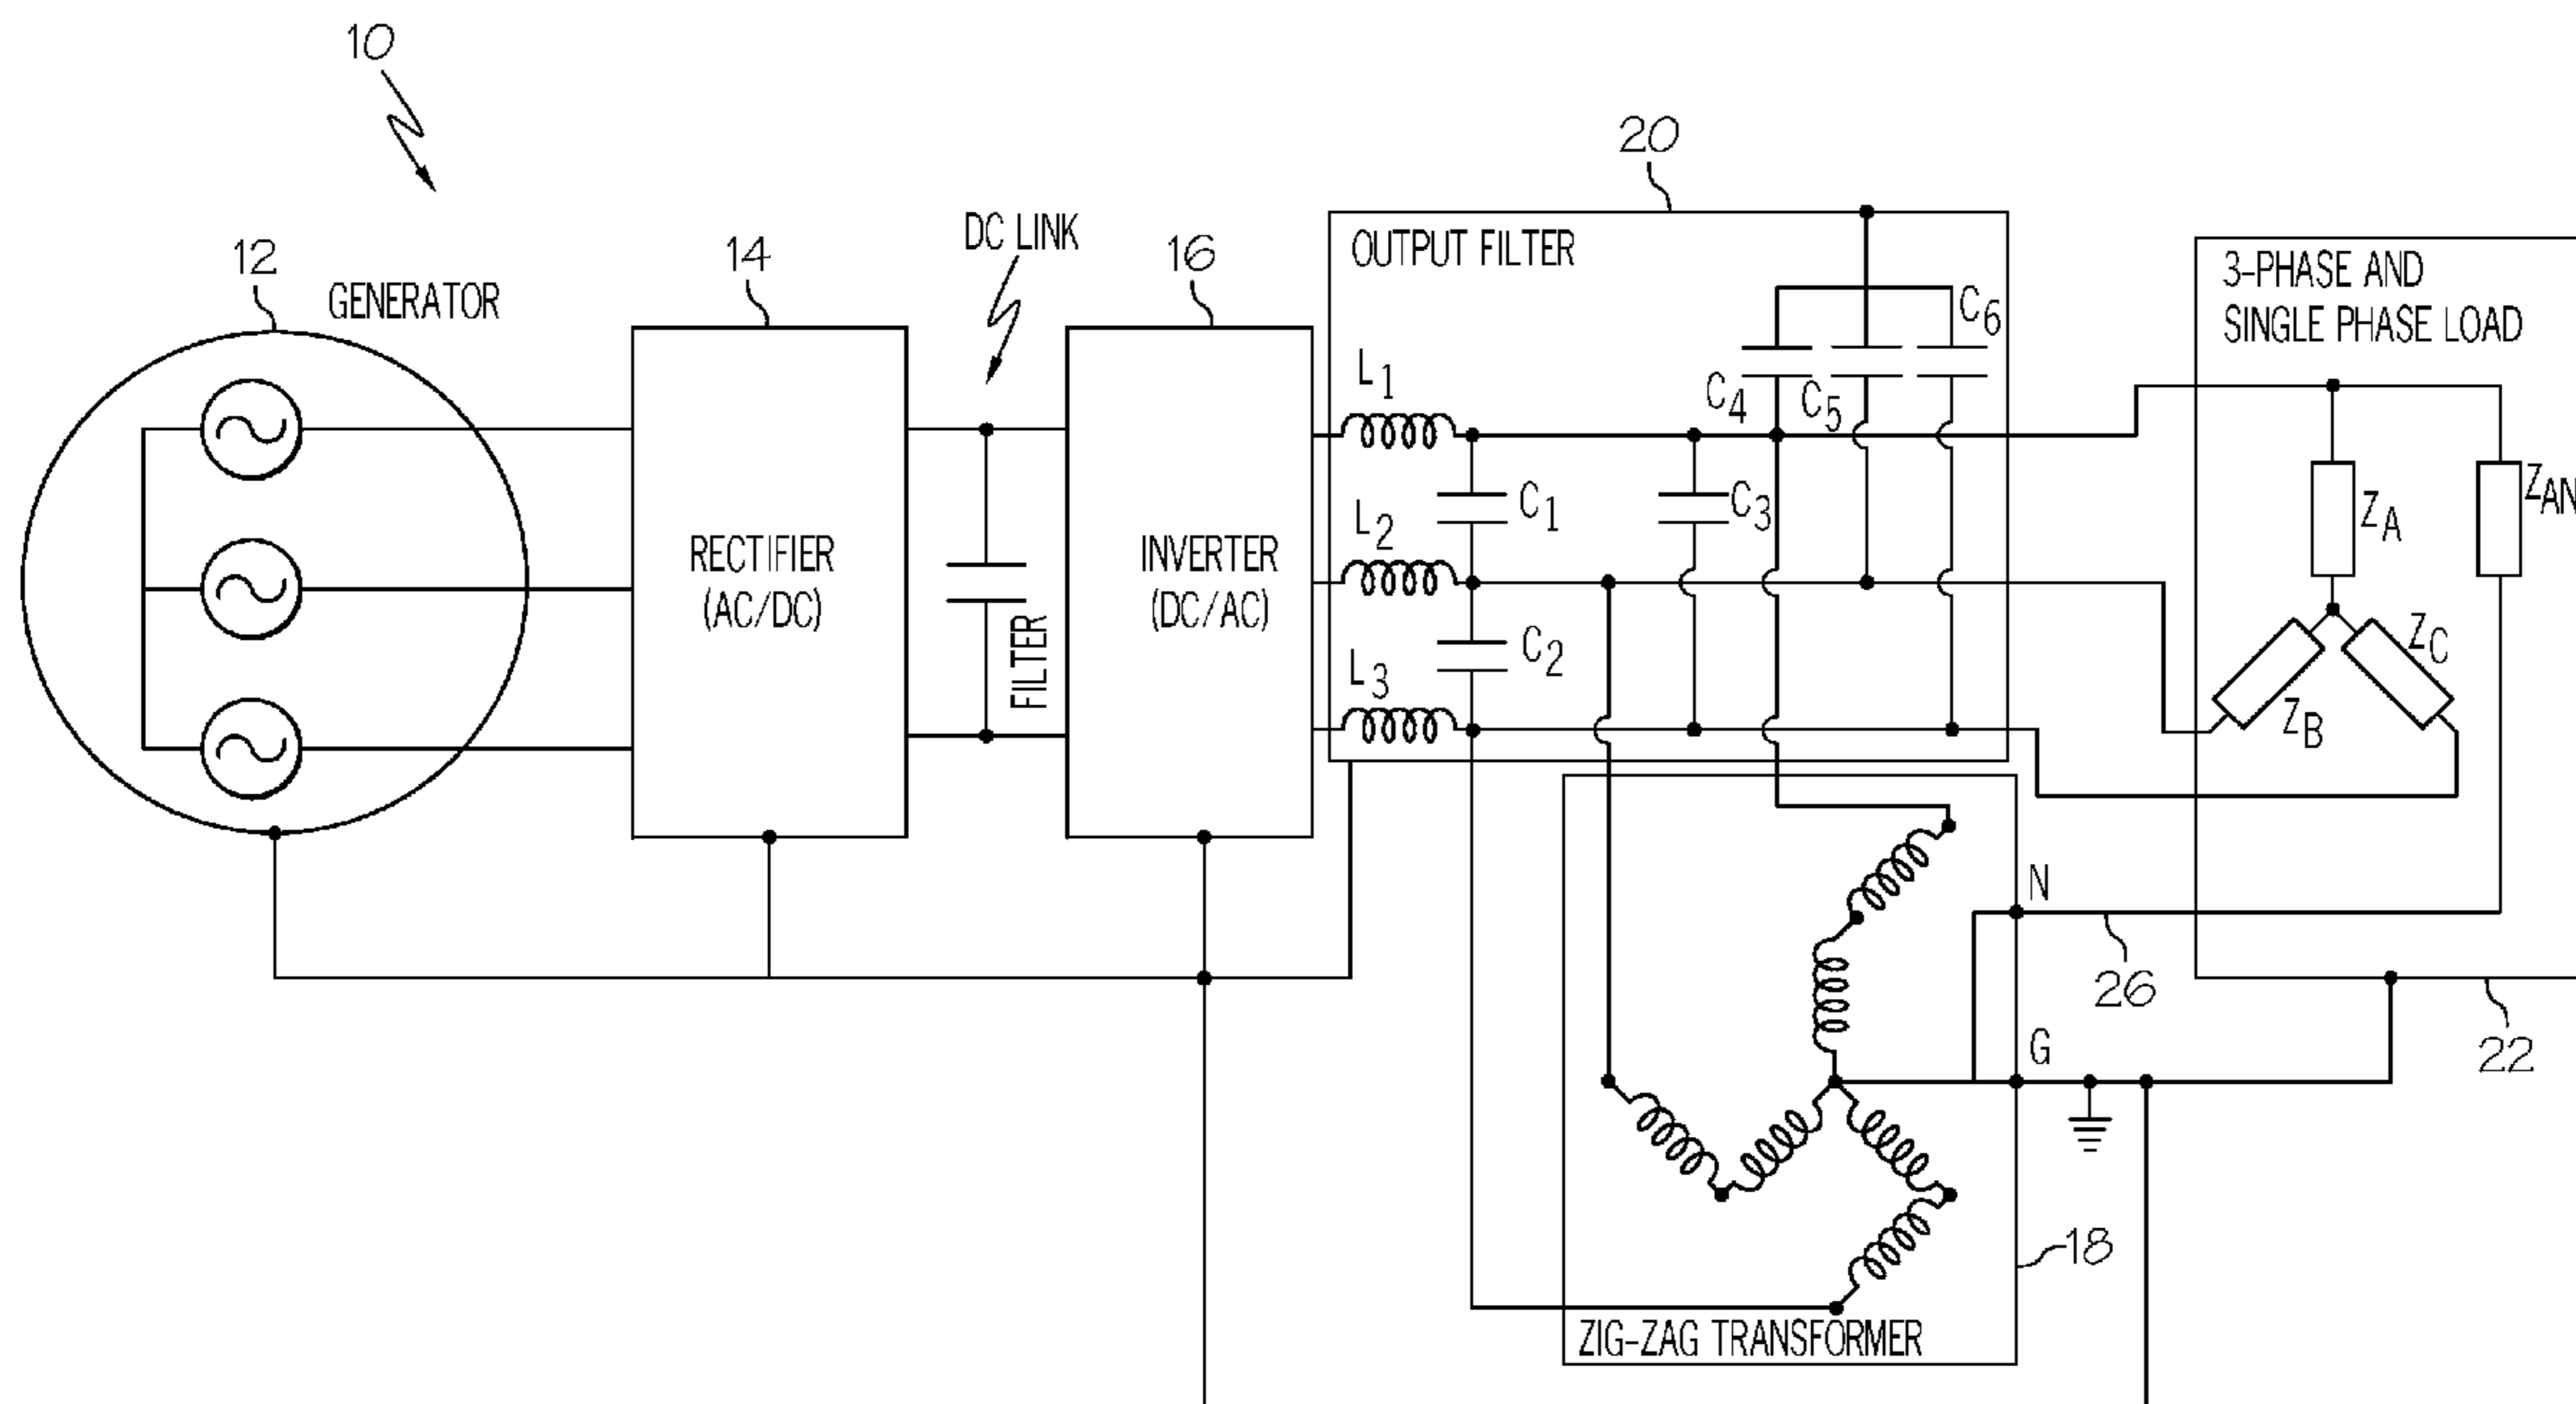 10
20
12
GENERATOR
14
DC LINK
16
OUTPUT FILTER
3-PHASE AND
SINGLE PHASE LOAD
C6
L1
C4
C5
ZAN
ZA
C1
C3
L2
RECTIFIER
(AC/DC)
INVERTER
(DC/AC)
FILTER
C2
L3
ZC
ZB
N
26
G
22
18
ZIG-ZAG TRANSFORMER